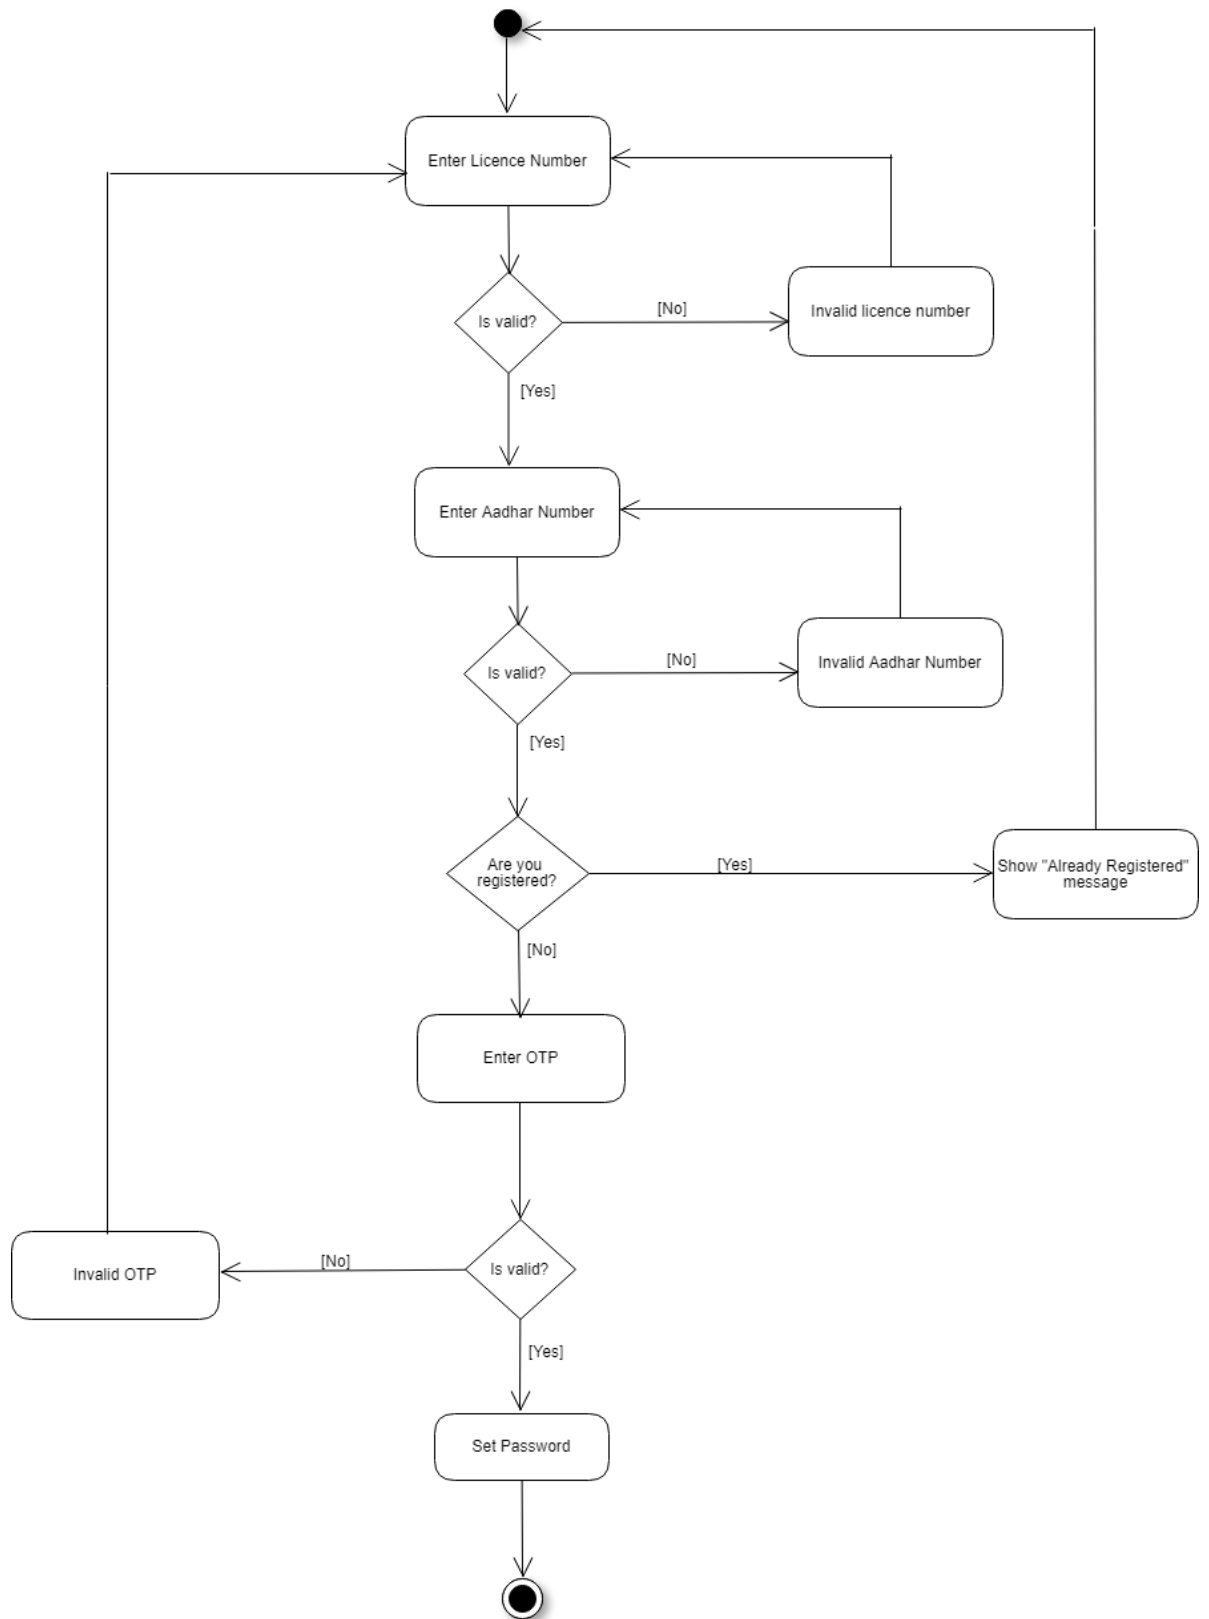 Enter Licence Number
Is valid?
[No]
Invalid licence number
[Yes]
Enter Aadhar Number
Is valid?
[No]
Invalid Aadhar Number
[Yes]
Are you
registered?
[Yes]
Show "Already Registered"
message
[No]
Enter OTP
Is valid?
[No]
Invalid OTP
[Yes]
Set Password